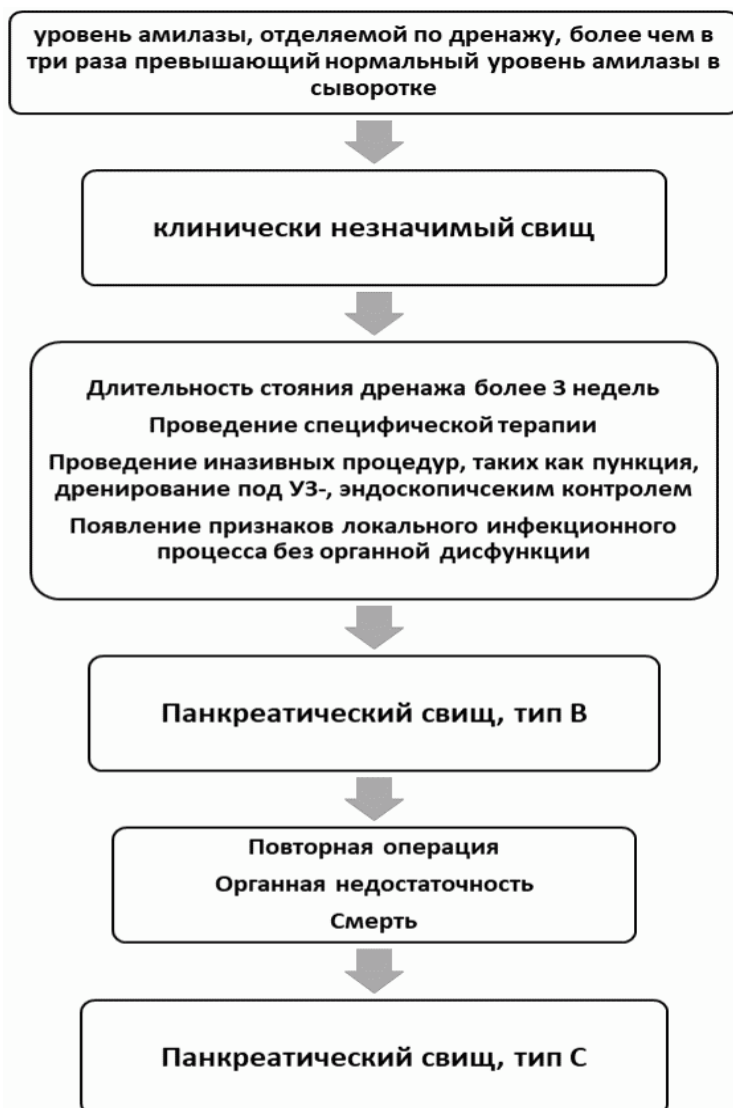 уровень амилазы, отделяемой по дренажу, более чем в
три раза превышающий нормальный уровень амилазы в
сыворотке
клинически незначимый свищ
Длительность стояния дренажа более 3 недель
Проведение специфической терапии
Проведение иназивных процедур, таких как пункция,
дренирование под УЗ-, эндоскопичсеким контролем
Появление признаков локального инфекционного
процесса без органной дисфункции
Панкреатический свищ, тип В
Повторная операция
Органная недостаточность
Смерть
Панкреатический свищ, тип С